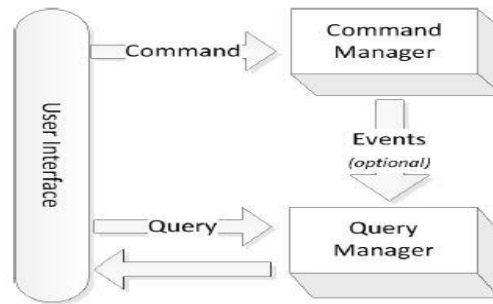 User Interface
Command
Command
Manager
Events
(optional)
Query
Query
Manager